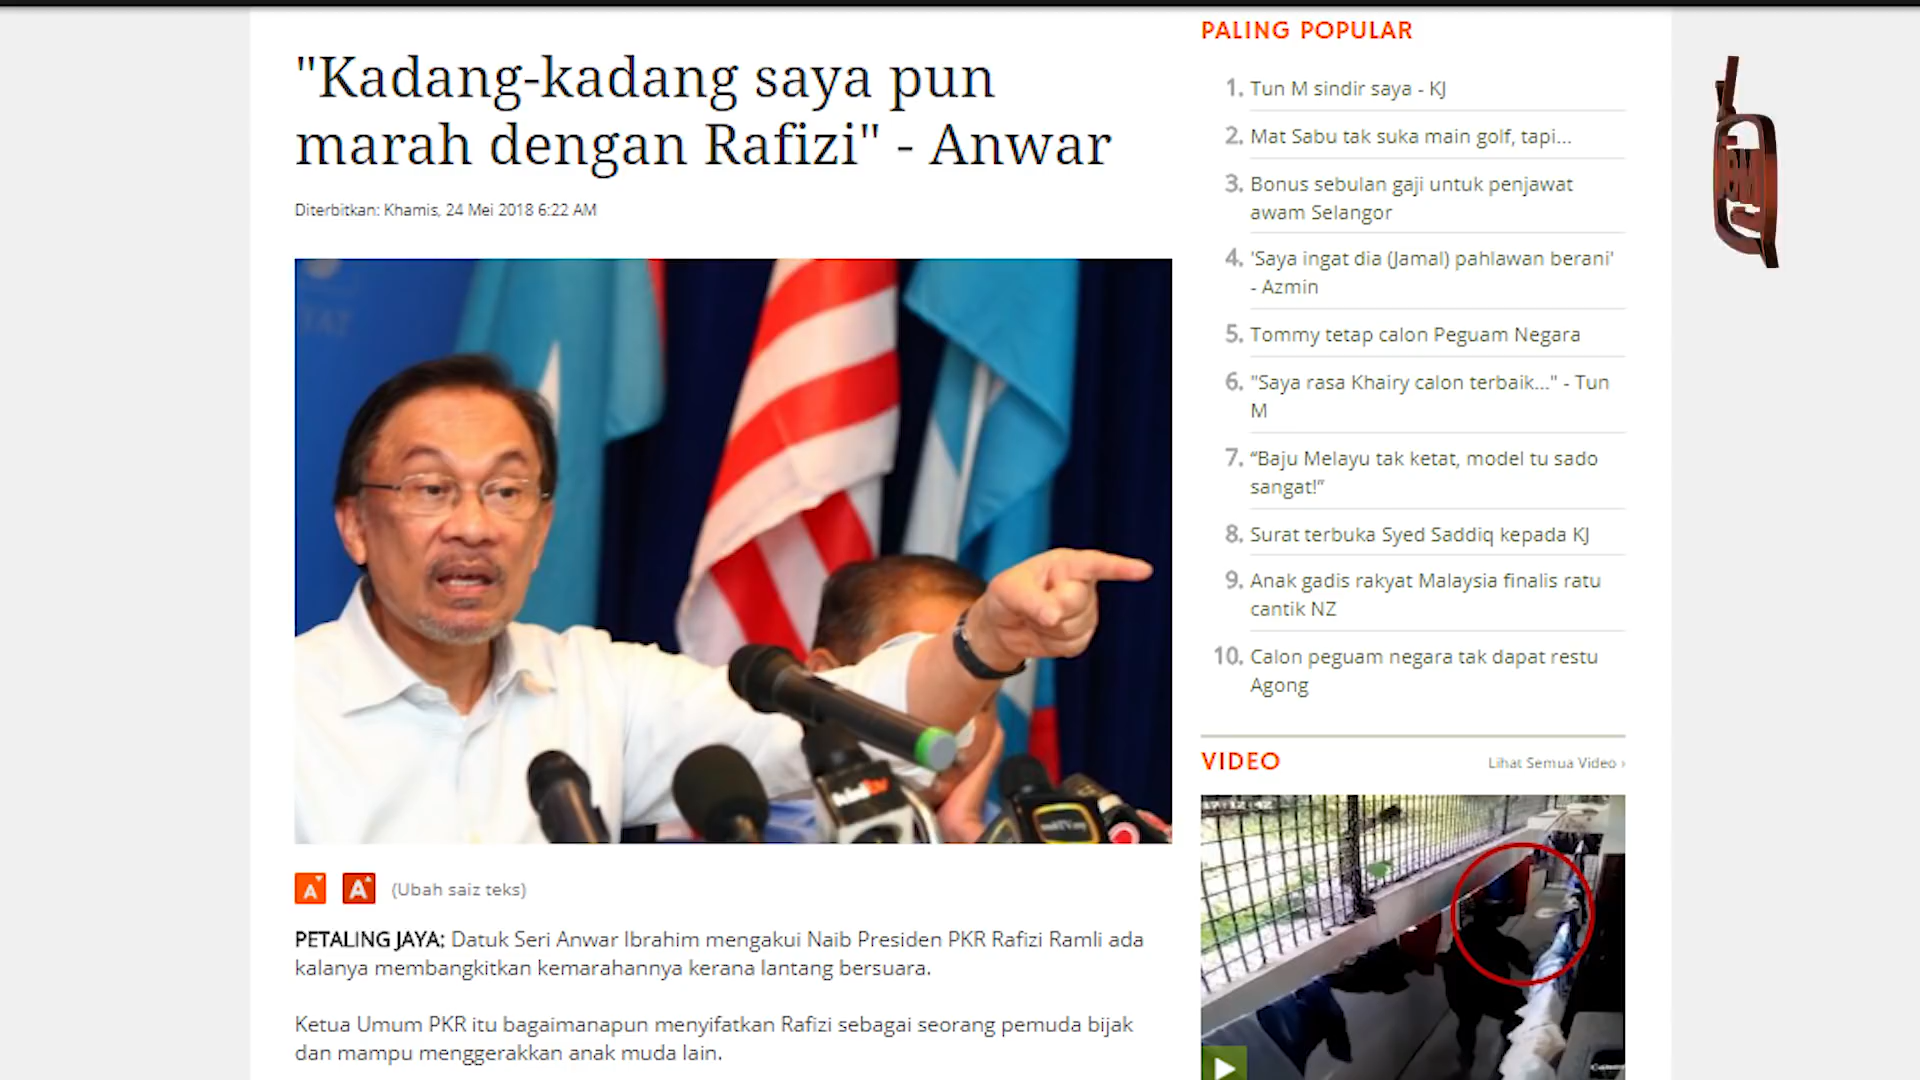 "Kadang-kadang saya pun
marah dengan Rafizi" - Anwar
Diterbitkan: Khamis, 24 Mei 2018 6:22 AM
(Ubah saiz teks)
PETALING JAYA: Datuk Seri Anwar Ibrahim mengakui Naib Presiden PKR Rafizi Ramli ada
kalanya membangkitkan kemarahannya kerana lantang bersuara.
Ketua Umum PKR itu bagaimanapun menyifatkan Rafizi sebagai seorang pemuda bijak
dan mampu menggerakkan anak muda lain.
PALING POPULAR
1. Tun M sindir saya - KJ
2. Mat Sabu tak suka main golf, tapi...
3. Bonus sebulan gaji untuk penjawat
awam Selangor
4. 'Saya ingat dia (Jamal) pahlawan berani'
- Azmin
5. Tommy tetap calon Peguam Negara
6. "Saya rasa Khairy calon terbaik..." - Tun
M
7. “Baju Melayu tak ketat, model tu sado
sangat!”
8. Surat terbuka Syed Saddiq kepada KJ
9. Anak gadis rakyat Malaysia finalis ratu
cantik NZ
10. Calon peguam negara tak dapat restu
Agong
VIDEO
Lihat Semua Video ›